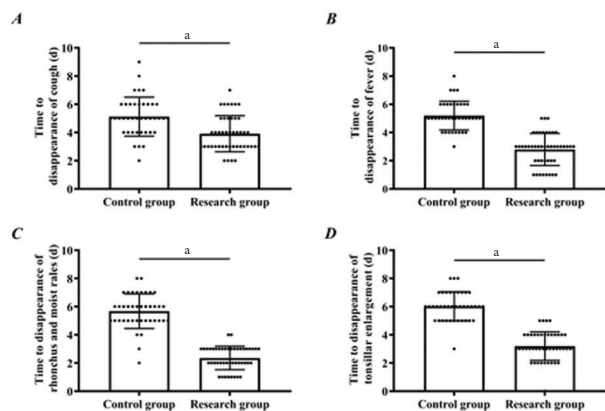 A
a
Time to
disappearance of cough (d)
10
8
6
4
2
0
Control group Research group
B
a
Time to
disappearance of fever (d)
10
8
6
4
2
0
Control group Research group
C
a
Time to disappearance of
rhonchus and moist rales (d)
10
8
6
4
2
0
Control group Research group
D
a
Time to disappearance of
tonsillar enlargement (d)
10
8
6
4
2
0
Control group Research group